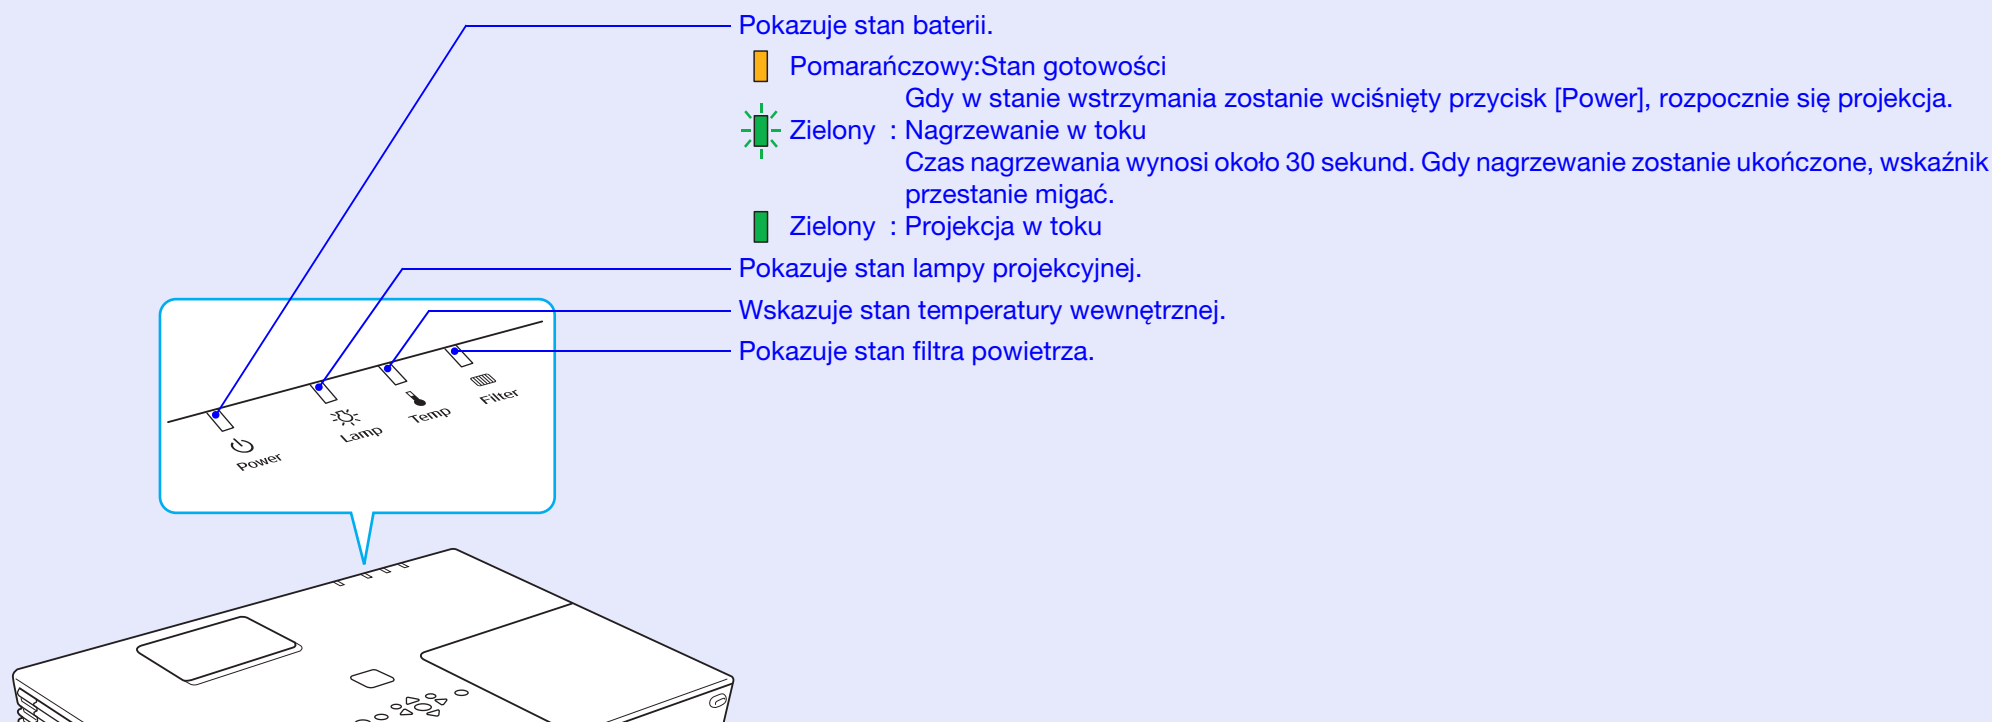 Pokazuje stan baterii.
Pomarańczowy:Stan gotowości
Gdy w stanie wstrzymania zostanie wciśnięty przycisk [Power], rozpocznie się projekcja.
Zielony : Nagrzewanie w toku
Czas nagrzewania wynosi około 30 sekund. Gdy nagrzewanie zostanie ukończone, wskaźnik
przestanie migać.
Zielony : Projekcja w toku
Pokazuje stan lampy projekcyjnej.
Wskazuje stan temperatury wewnętrznej.
Pokazuje stan filtra powietrza.
Power
Lamp
Temp
Filter